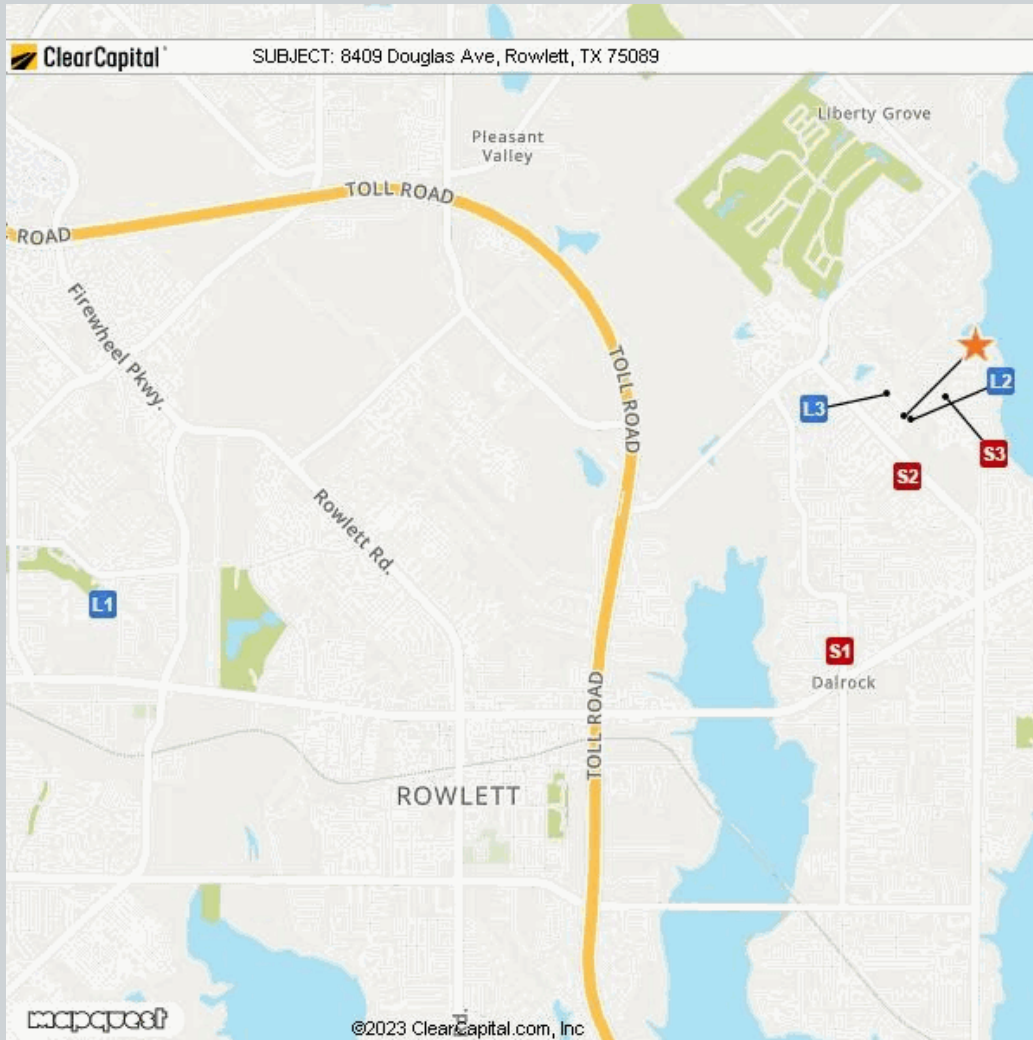 ClearCapital
SUBJECT: 8409 Douglas Ave, Rowlett, TX 75089
Liberty Grove
Pleasant
Valley
TOLL ROAD
ROAD
Firewheel Pkwy.
TOLL ROAD
L2
L3
S3
S2
Rowlett Rd.
L1
S1
Dalrock
TOLL ROAD
ROWLETT
mapquest
©2023 ClearCapital.com, Inc